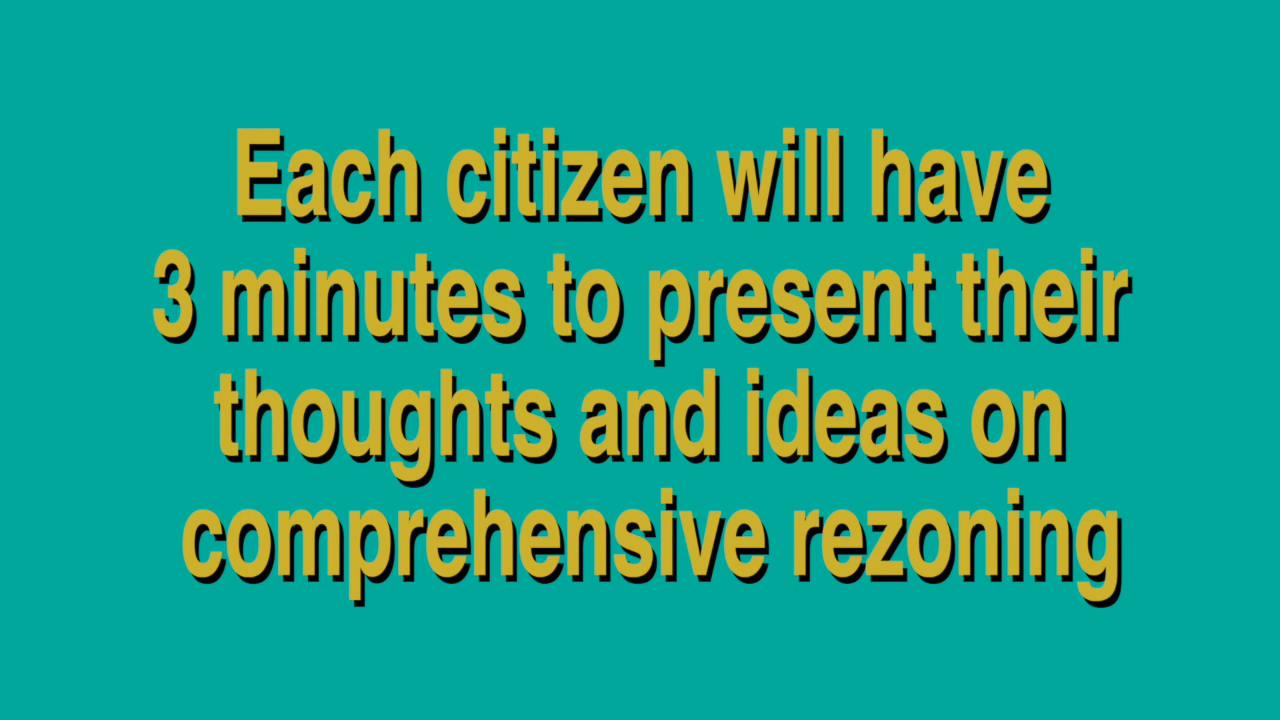 Each citizen will have
3 minutes to present their
thoughts and ideas on
comprehensive rezoning